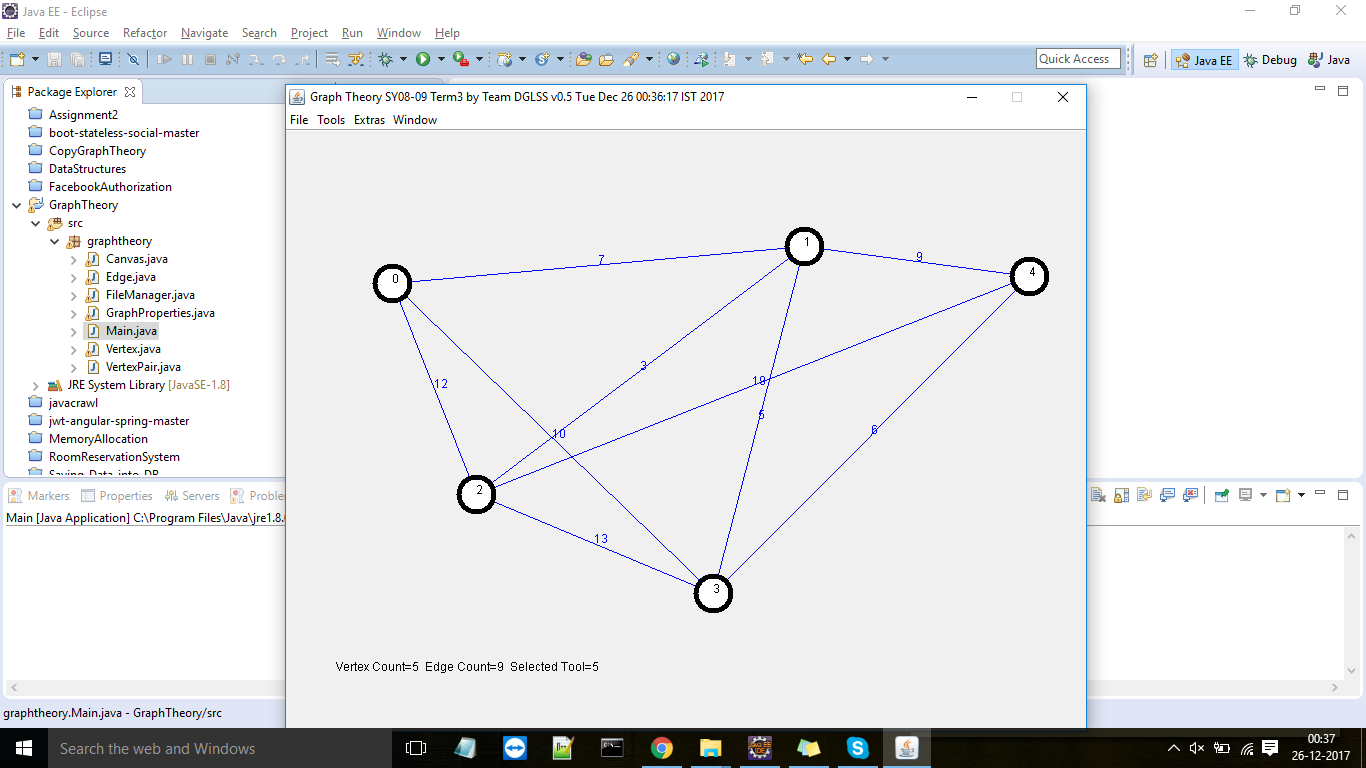 Java EE - Eclipse
File Edit Source Refactor Navigate Search Project Run Window Help
Quick Access
Java EE
Debug
Java
Package Explorer
Assignment2
boot-stateless-social-master
CopyGraphTheory
DataStructures
FacebookAuthorization
GraphTheory
src
graphtheory
Canvas.java
Edge.java
FileManager.java
GraphProperties.java
Main.java
Vertex.java
VertexPair.java
JRE System Library [JavaSE-1.8]
javacrawl
jwt-angular-spring-master
MemoryAllocation
RoomReservationSystem
Saving_Data_into_DB
Graph Theory SY08-09 Term3 by Team DGLSS v0.5 Tue Dec 26 00:36:17 IST 2017
File Tools Extras Window
1
7
9
4
0
3
12
19
5
10
6
2
13
3
Vertex Count=5 Edge Count=9 Selected Tool=5
Markers Properties Servers Proble
Main [Java Application] C:\Program Files\Java\jre1.8.
graphtheory.Main.java - GraphTheory/src
Search the web and Windows
00:37
26-12-2017